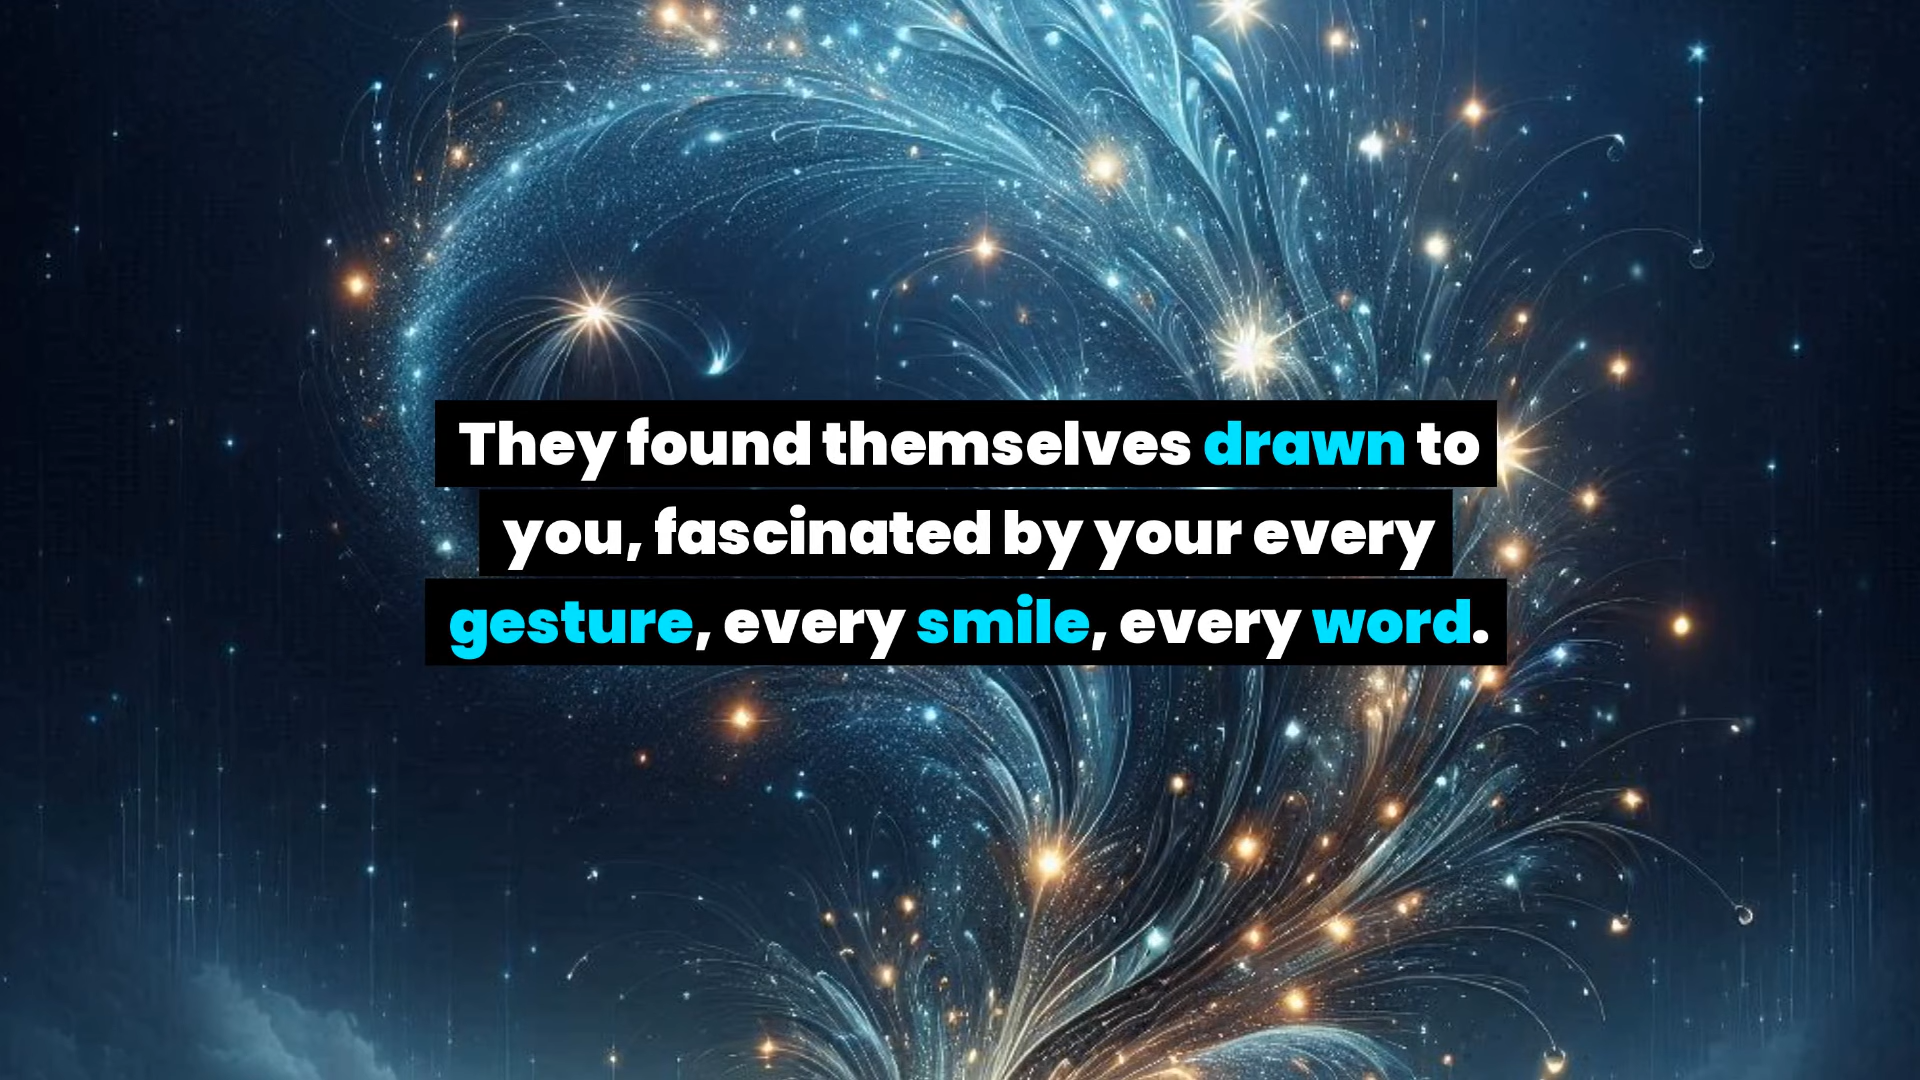 They found themselves drawn to
you, fascinated by your every
gesture, every smile, every word.